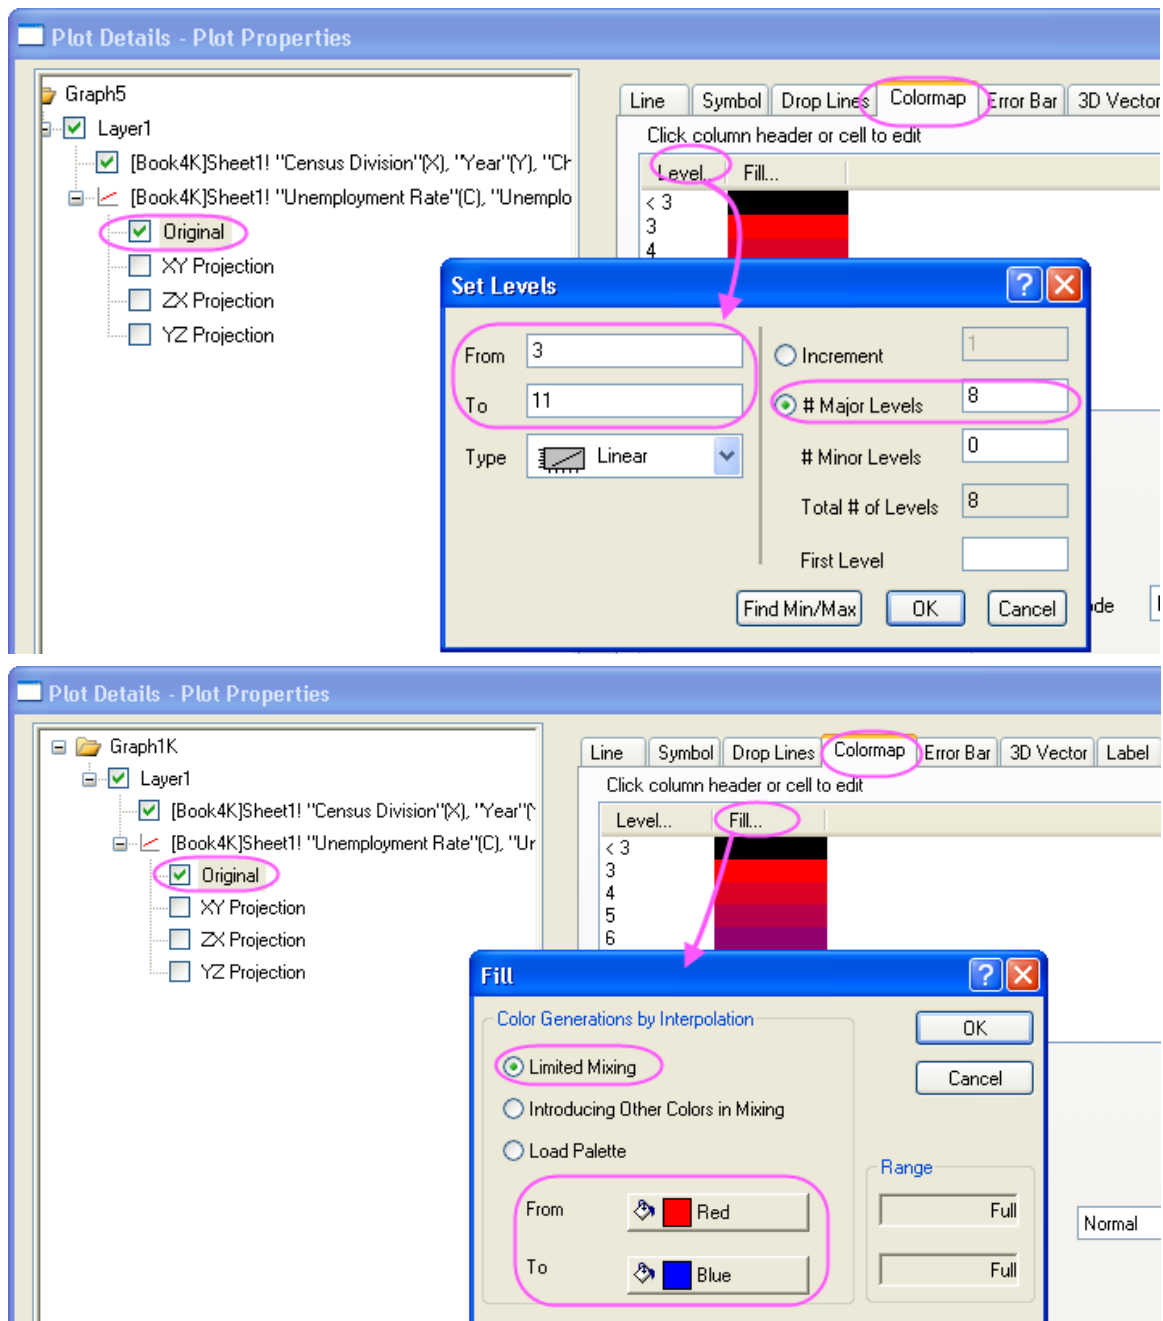 Plot Details - Plot Properties
Graph5
Layer1
[Book4K]Sheet1! "Census Division"(X), "Year"(Y), "Ch
[Book4K]Sheet1! "Unemployment Rate"(C), "Unemplo
Original
XY Projection
ZX Projection
YZ Projection
Line Symbol Drop Lines Colormap Error Bar 3D Vector
Click column header or cell to edit
Level... Fill...
< 3
3
4
Set Levels
From 3
To 11
Type Linear
Increment 1
# Major Levels 8
# Minor Levels 0
Total # of Levels 8
First Level
Find Min/Max OK Cancel
Plot Details - Plot Properties
Graph1K
Layer1
[Book4K]Sheet1! "Census Division"(X), "Year"(
[Book4K]Sheet1! "Unemployment Rate"(C), "Ur
Original
XY Projection
ZX Projection
YZ Projection
Line Symbol Drop Lines Colormap Error Bar 3D Vector Label
Click column header or cell to edit
Level... Fill...
< 3
3
4
5
6
Fill
Color Generations by Interpolation
Limited Mixing
Introducing Other Colors in Mixing
Load Palette
From Red
To Blue
OK
Cancel
Range
Full
Full
Normal